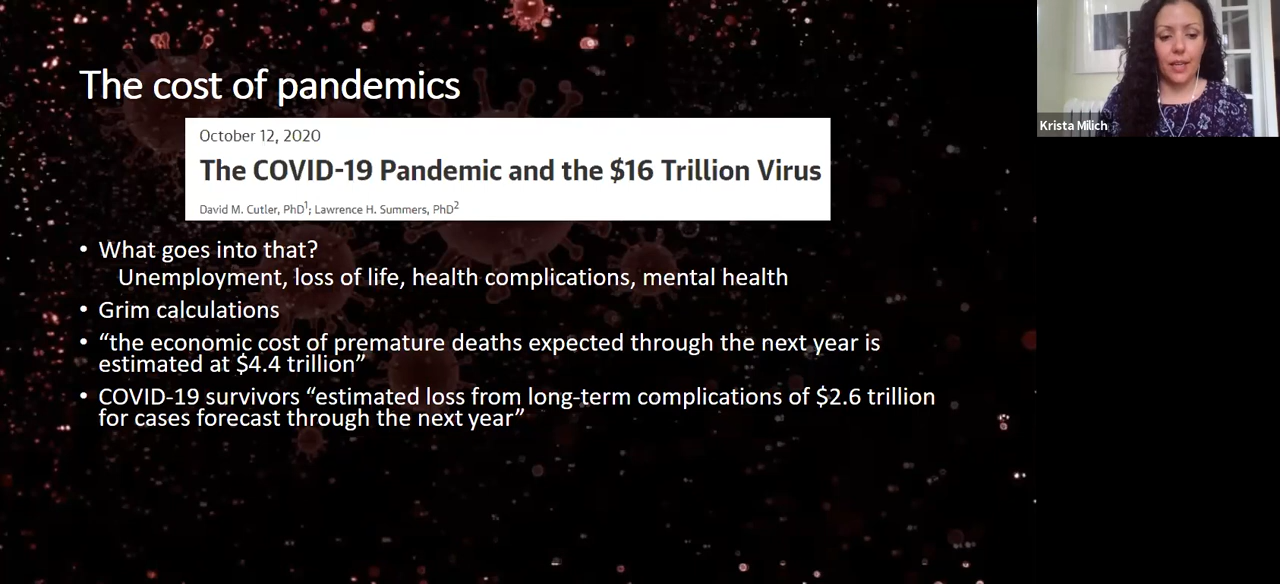 The cost of pandemics
October 12, 2020
The COVID-19 Pandemic and the $16 Trillion Virus
David M. Cutler, PhD1; Lawrence H. Summers, PhD2
• What goes into that?
Unemployment, loss of life, health complications, mental health
• Grim calculations
• “the economic cost of premature deaths expected through the next year is
estimated at $4.4 trillion”
• COVID-19 survivors “estimated loss from long-term complications of $2.6 trillion
for cases forecast through the next year”
Krista Milich